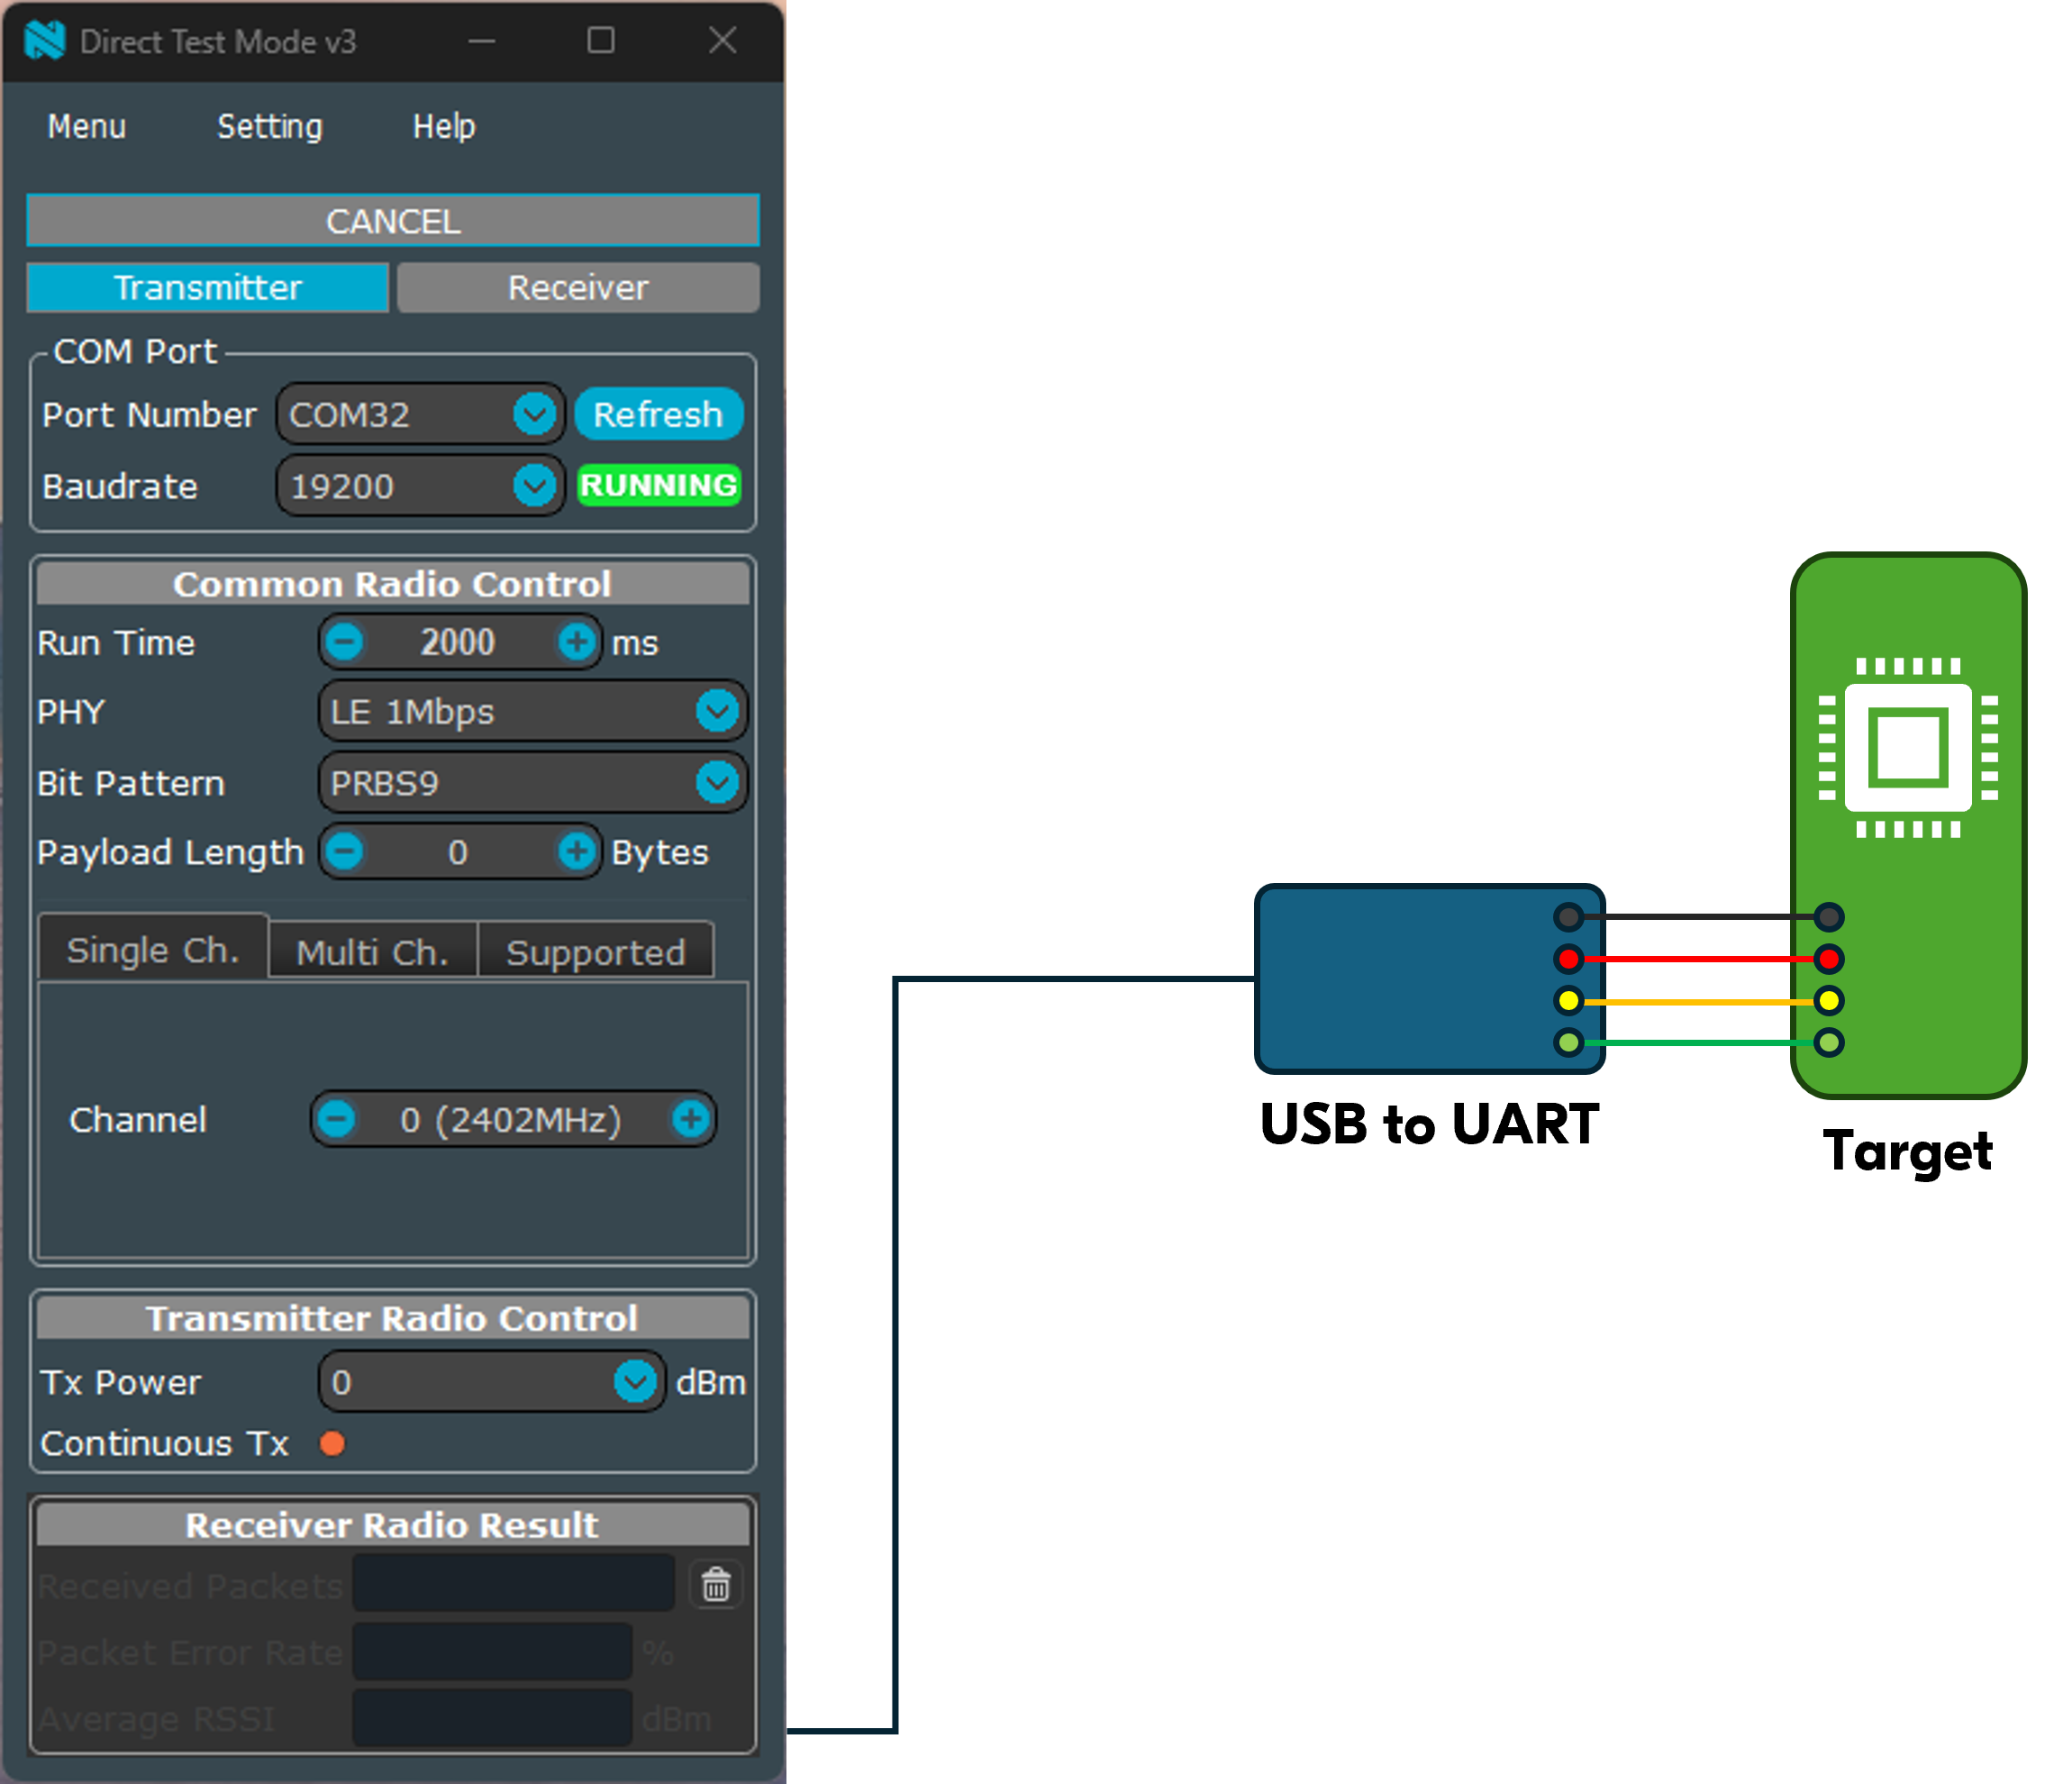 Direct Test Mode v3
Menu Setting Help
CANCEL
Transmitter Receiver
COM Port
Port Number COM32 Refresh
Baudrate 19200 RUNNING
Common Radio Control
Run Time 2000 ms
PHY LE 1Mbps
Bit Pattern PRBS9
Payload Length 0 Bytes
Single Ch. Multi Ch. Supported
Channel 0 (2402MHz)
Transmitter Radio Control
Tx Power 0 dBm
Continuous Tx
Receiver Radio Result
Received Packets
Packet Error Rate %
Average RSSI dBm
USB to UART
Target